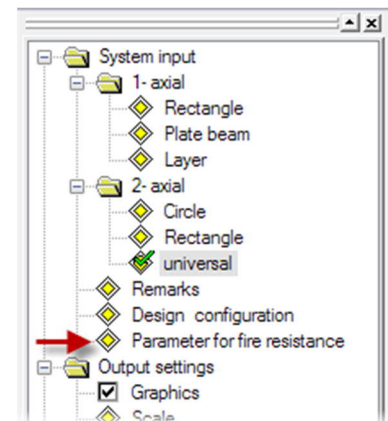 System input
1- axial
Rectangle
Plate beam
Layer
2- axial
Circle
Rectangle
universal
Remarks
Design configuration
Parameter for fire resistance
Output settings
Graphics
Scale